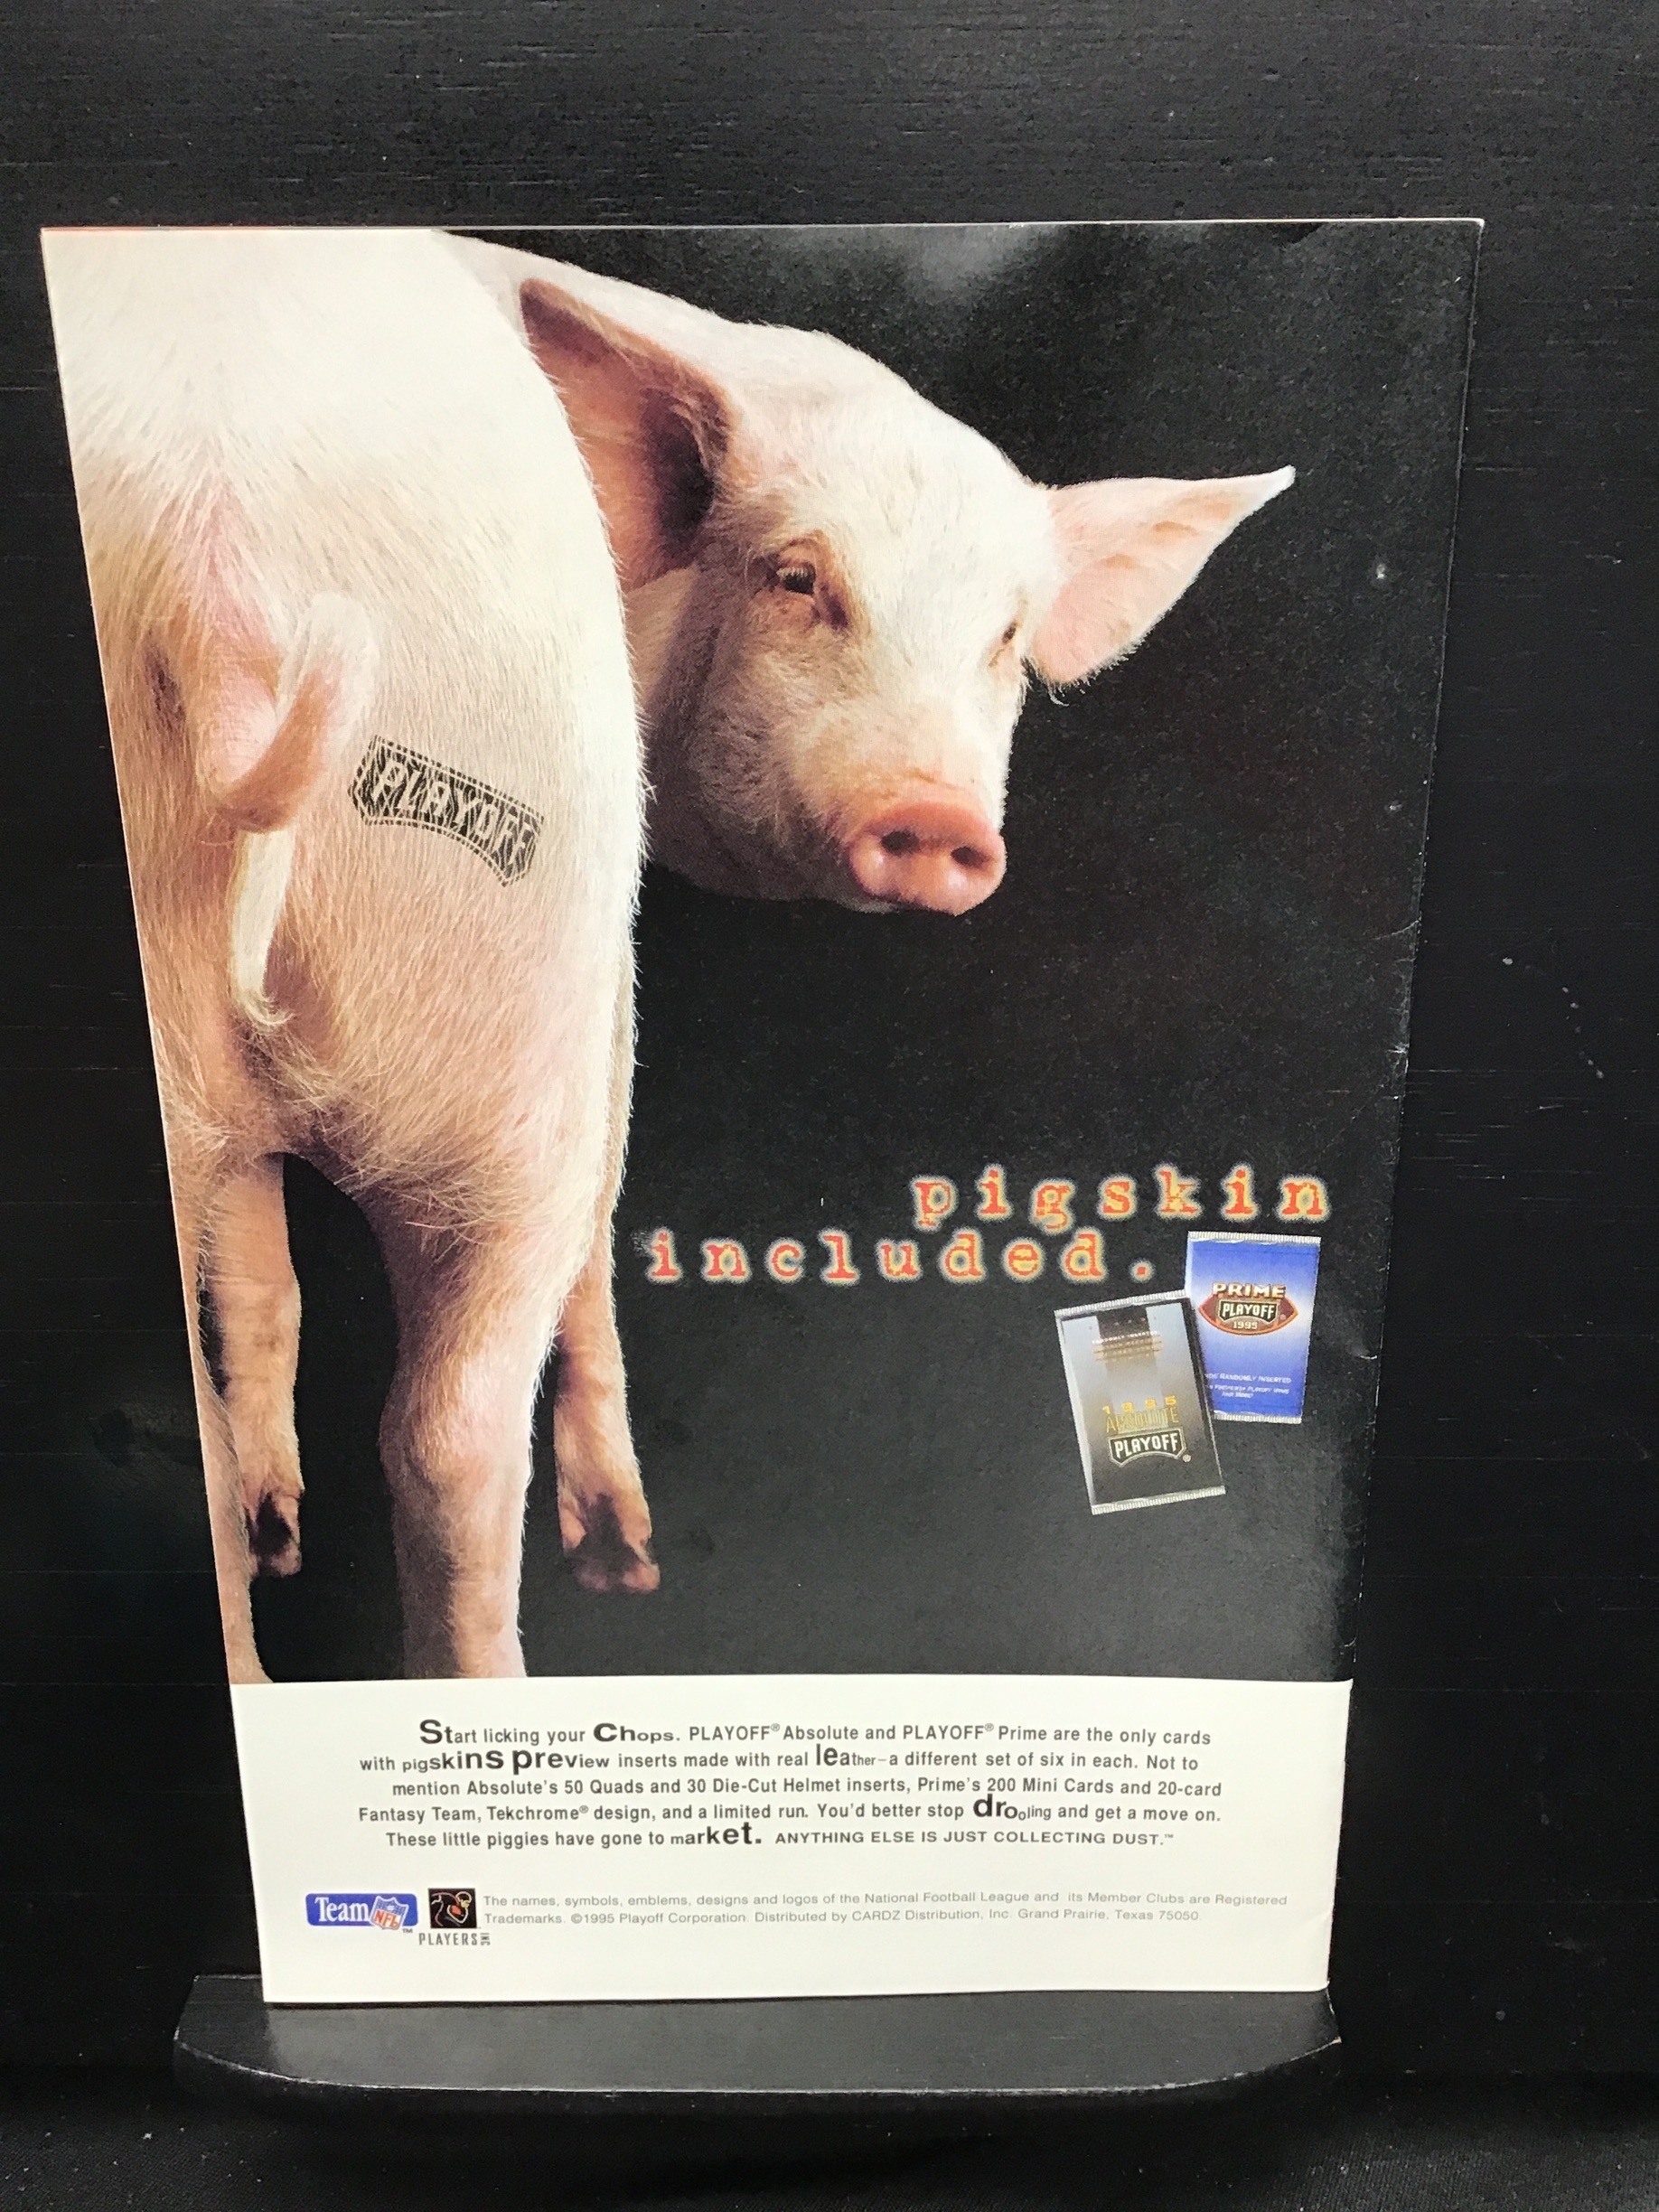 PLAYOFF
pigskin
included.
PRIME
PLAYOFF
1995
RANDOMLY INSERTED
1995
ABSOLUTE
PLAYOFF®
Start licking your Chops. PLAYOFF® Absolute and PLAYOFF® Prime are the only cards
with pigskins preview inserts made with real leather–a different set of six in each. Not to
mention Absolute's 50 Quads and 30 Die-Cut Helmet inserts, Prime's 200 Mini Cards and 20-card
Fantasy Team, Tekchrome® design, and a limited run. You'd better stop drooling and get a move on.
These little piggies have gone to market. ANYTHING ELSE IS JUST COLLECTING DUST.™
Team NFL™
PLAYERS INC
The names, symbols, emblems, designs and logos of the National Football League and its Member Clubs are Registered
Trademarks. ©1995 Playoff Corporation. Distributed by CARDZ Distribution, Inc. Grand Prairie, Texas 75050.